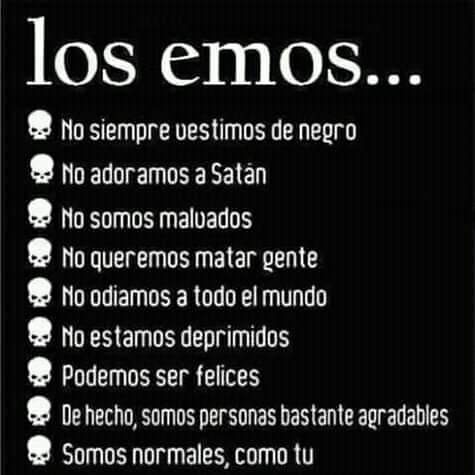 los emos...
No siempre vestimos de negro
No adoramos a Satán
No somos malvados
No queremos matar gente
No odiamos a todo el mundo
No estamos deprimidos
Podemos ser felices
De hecho, somos personas bastante agradables
Somos normales, como tu